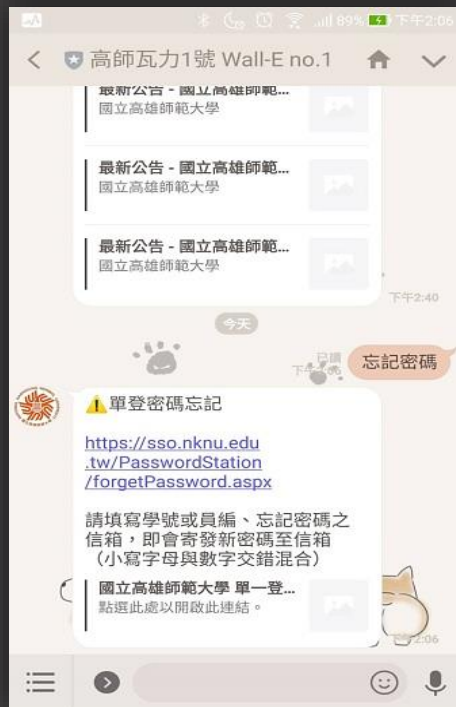 89% 下午2:06
高師瓦力1號 Wall-E no.1
最新公告 - 國立高雄師範...
國立高雄師範大學
最新公告 - 國立高雄師範...
國立高雄師範大學
最新公告 - 國立高雄師範...
國立高雄師範大學
下午2:40
今天
已讀
忘記密碼
⚠單登密碼忘記
https://sso.nknu.edu
.tw/PasswordStation
/forgetPassword.aspx
請填寫學號或員編、忘記密碼之
信箱,即會寄發新密碼至信箱
(小寫字母與數字交錯混合)
國立高雄師範大學 單一登...
點選此處以開啟此連結。
下午2:06